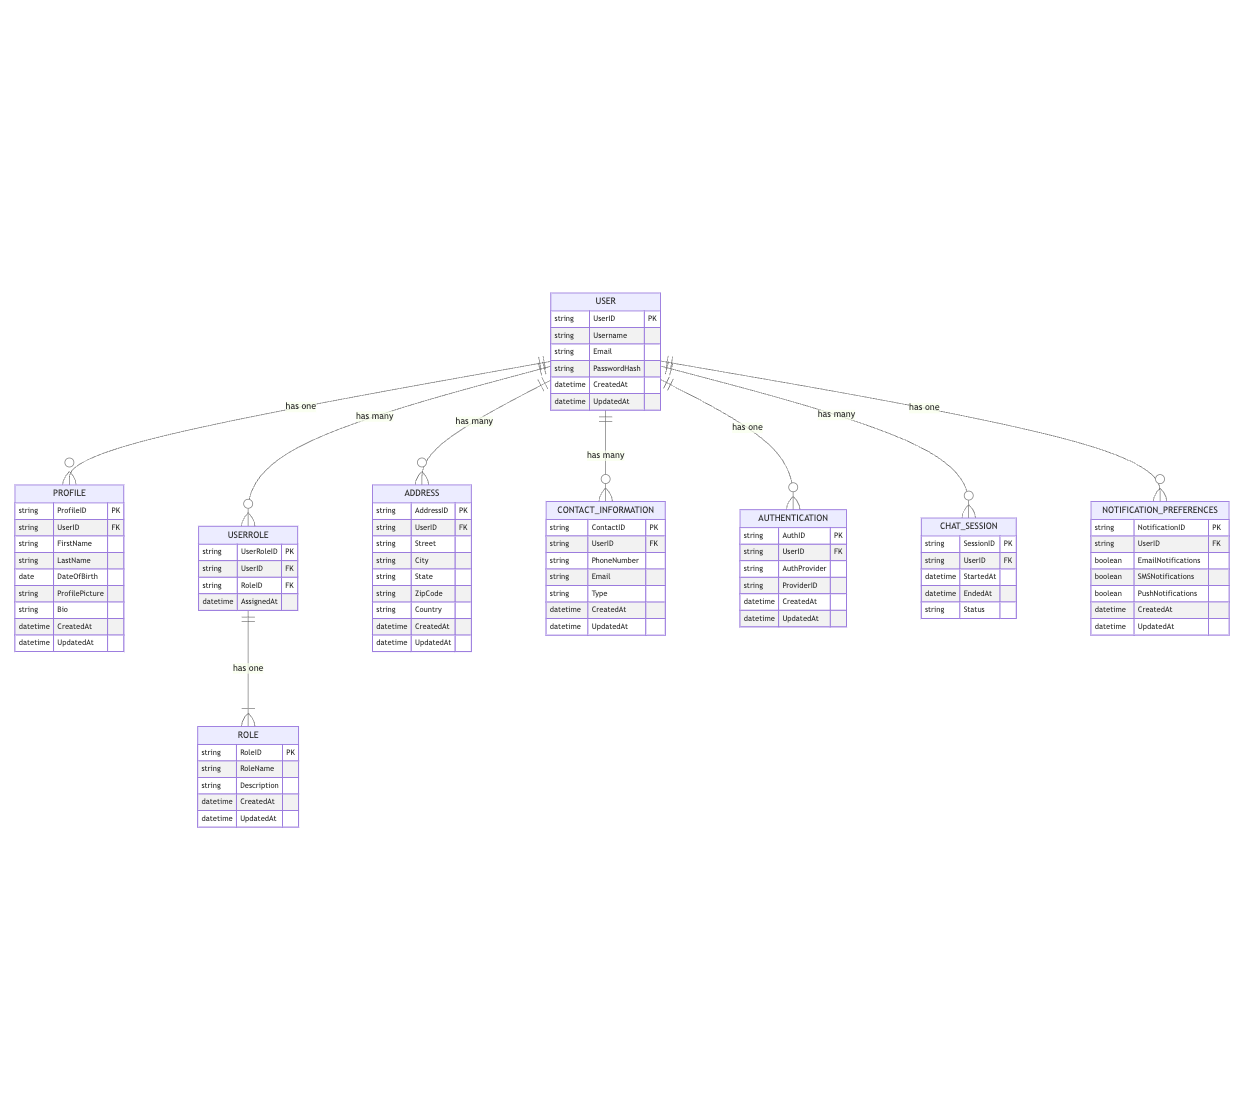 USER
string UserID PK
string Username
string Email
string PasswordHash
datetime CreatedAt
datetime UpdatedAt
has one
has many
has many
has many
has one
has many
has one
PROFILE
string ProfileID PK
string UserID FK
string FirstName
string LastName
date DateOfBirth
string ProfilePicture
string Bio
datetime CreatedAt
datetime UpdatedAt
USERROLE
string UserRoleID PK
string UserID FK
string RoleID FK
datetime AssignedAt
ADDRESS
string AddressID PK
string UserID FK
string Street
string City
string State
string ZipCode
string Country
datetime CreatedAt
datetime UpdatedAt
CONTACT_INFORMATION
string ContactID PK
string UserID FK
string PhoneNumber
string Email
string Type
datetime CreatedAt
datetime UpdatedAt
AUTHENTICATION
string AuthID PK
string UserID FK
string AuthProvider
string ProviderID
datetime CreatedAt
datetime UpdatedAt
CHAT_SESSION
string SessionID PK
string UserID FK
datetime StartedAt
datetime EndedAt
string Status
NOTIFICATION_PREFERENCES
string NotificationID PK
string UserID FK
boolean EmailNotifications
boolean SMSNotifications
boolean PushNotifications
datetime CreatedAt
datetime UpdatedAt
has one
ROLE
string RoleID PK
string RoleName
string Description
datetime CreatedAt
datetime UpdatedAt